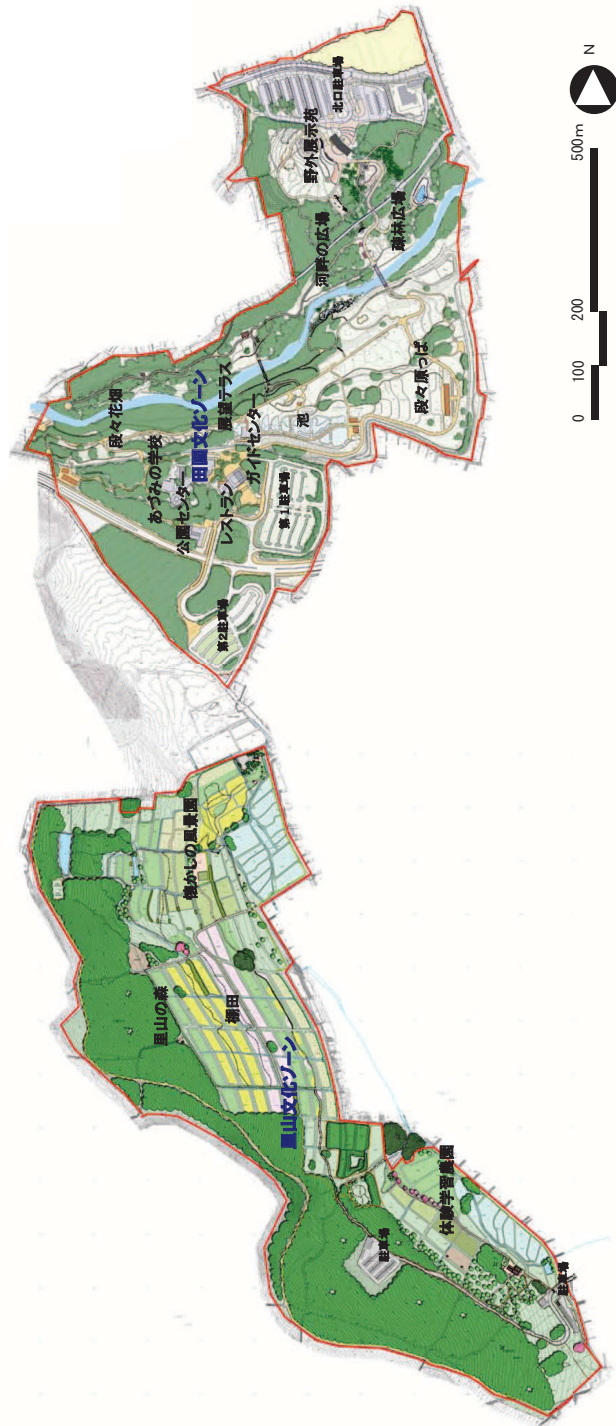 北口駐車場
野外展示苑
河畔の広場
疎林広場
段々花畑
あづみの学校
田園文化ゾーン
公園センター
展望テラス
レストラン
ガイドセンター
池
段々原っぱ
第1駐車場
第2駐車場
懐かしの風景園
里山の森
棚田
里山文化ゾーン
体験学習農園
駐車場
駐車場
0 100 200 500m
N